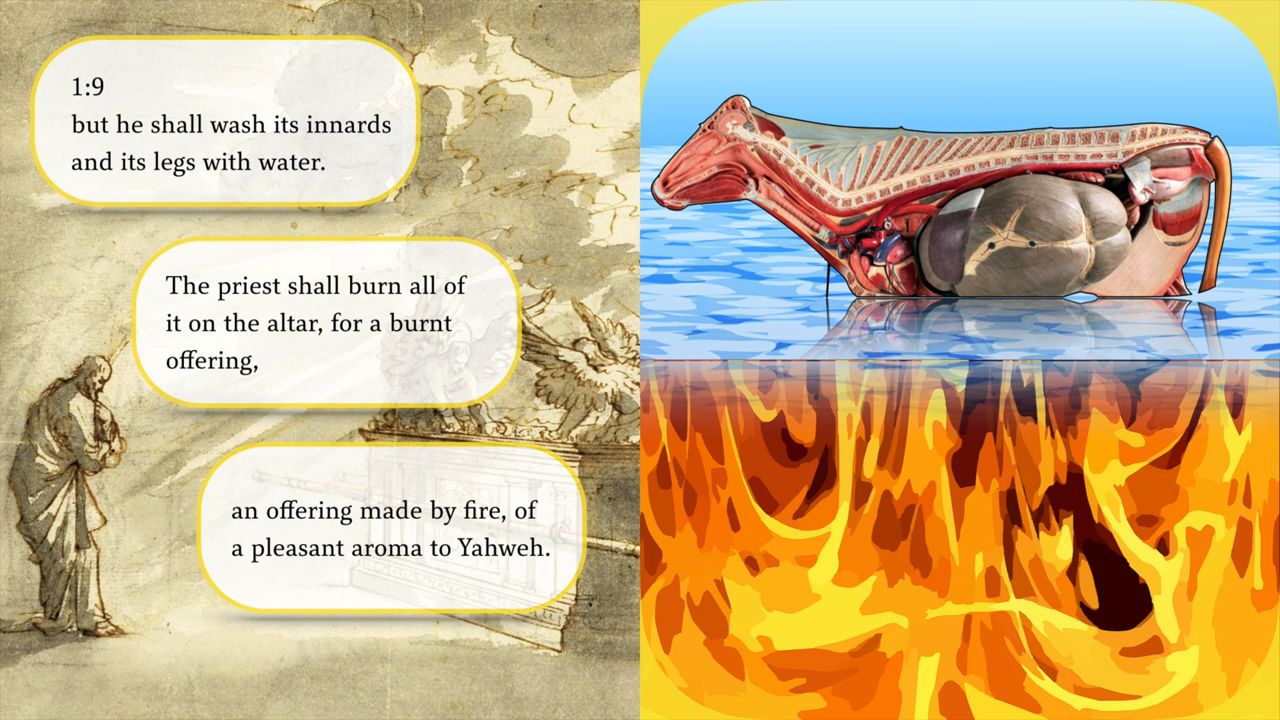 1:9
but he shall wash its innards
and its legs with water.
The priest shall burn all of
it on the altar, for a burnt
offering,
an offering made by fire, of
a pleasant aroma to Yahweh.